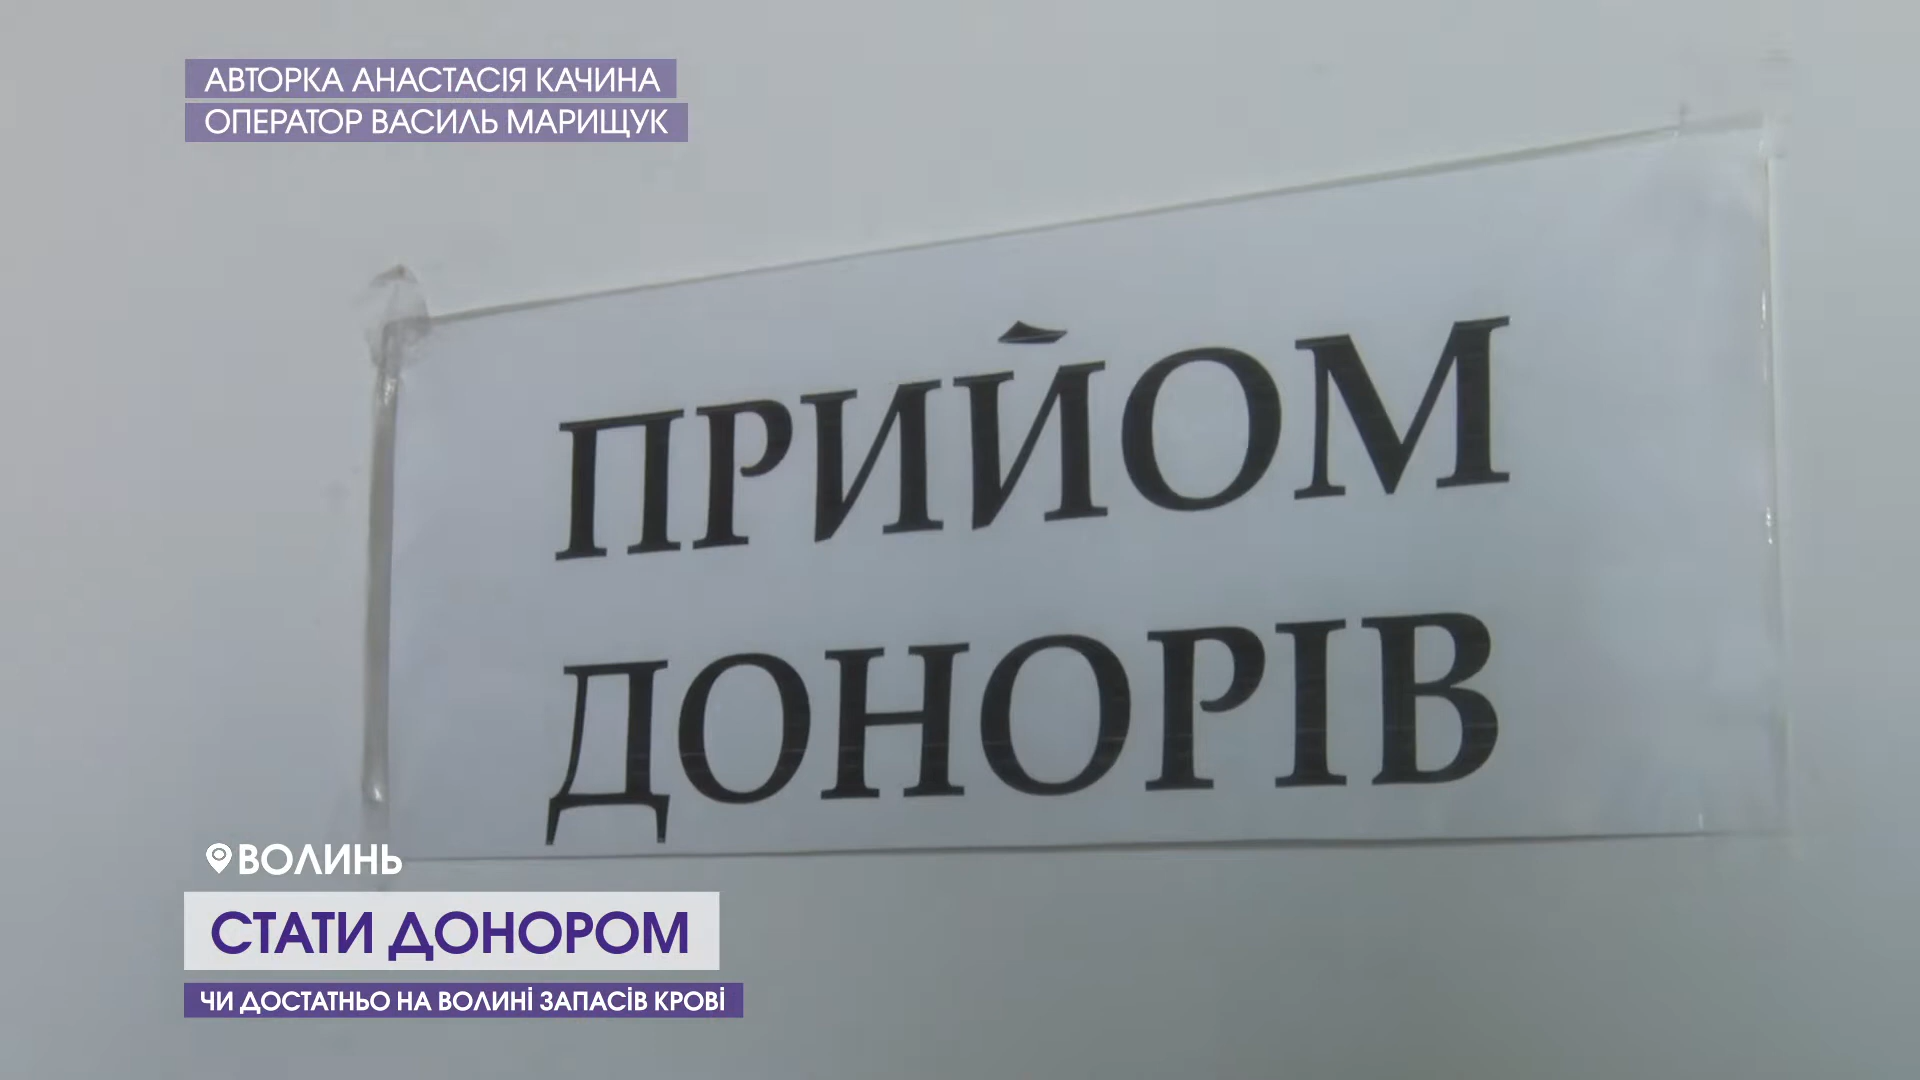 АВТОРКА АНАСТАСІЯ КАЧИНА
ОПЕРАТОР ВАСИЛЬ МАРИЩУК
ПРИЙОМ
ДОНОРІВ
ВОЛИНЬ
СТАТИ ДОНОРОМ
ЧИ ДОСТАТНЬО НА ВОЛИНІ ЗАПАСІВ КРОВІ